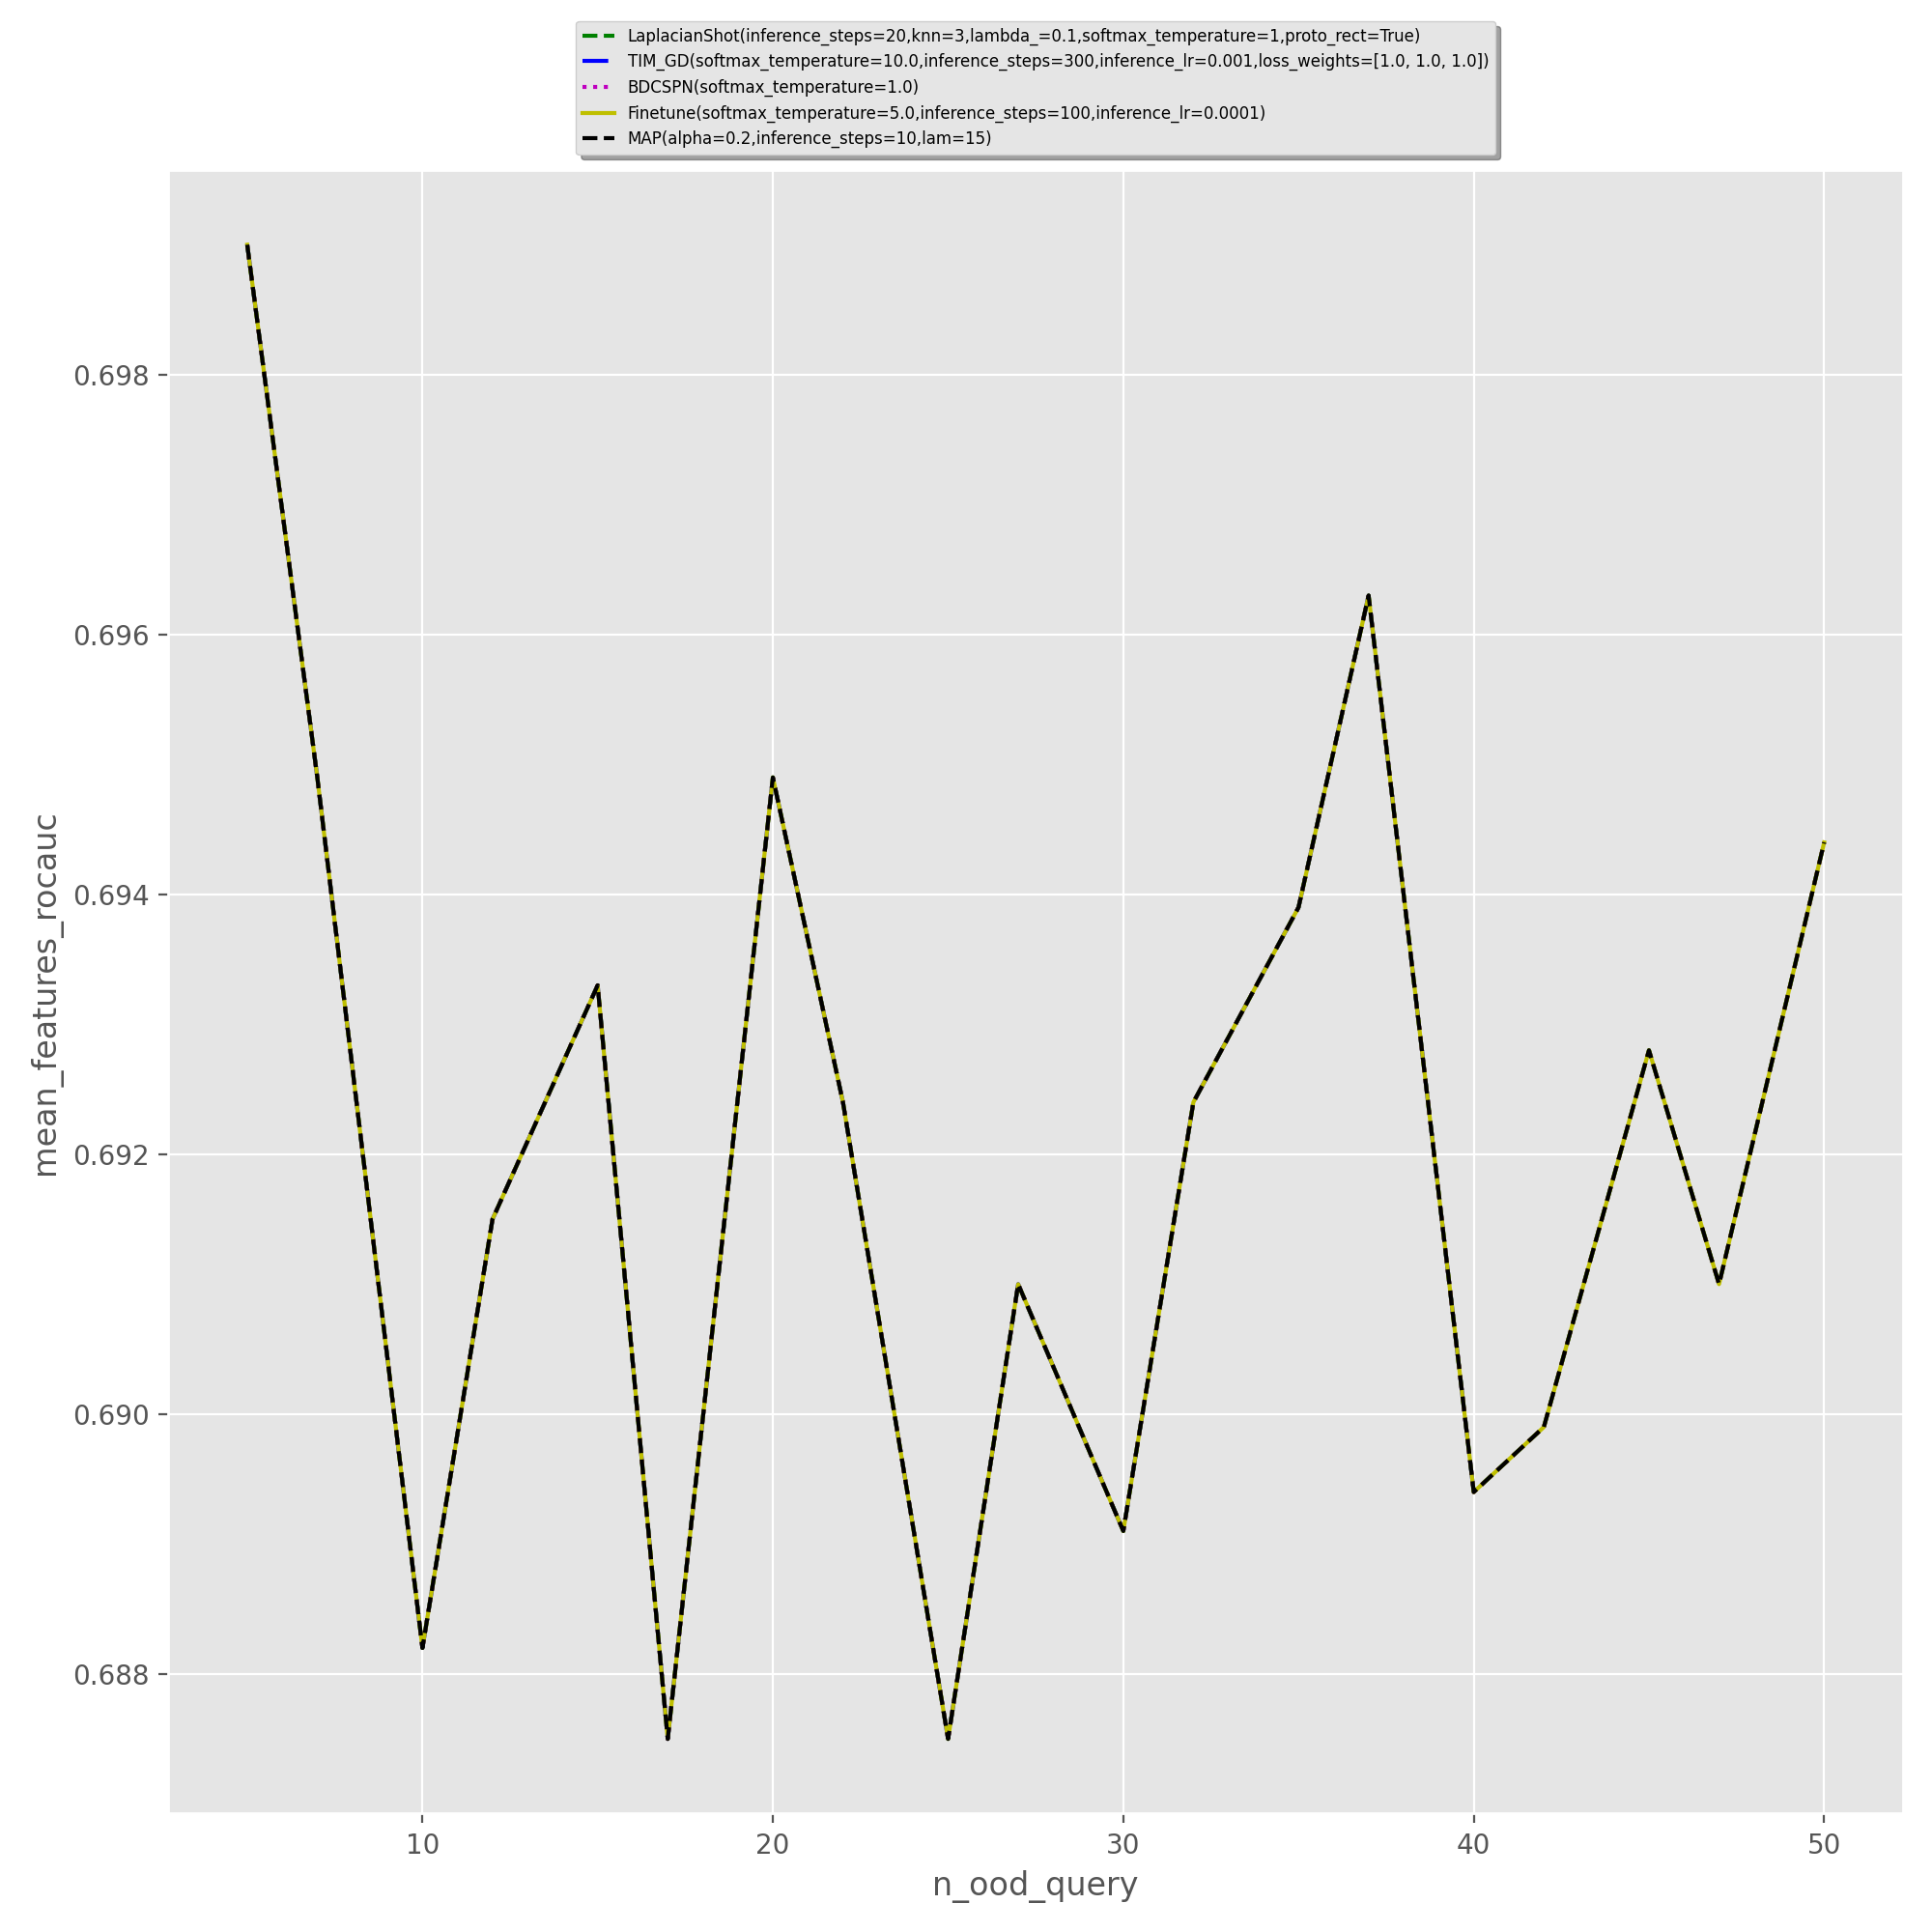 LaplacianShot(inference_steps=20,knn=3,lambda_=0.1,softmax_temperature=1,proto_rect=True)
TIM_GD(softmax_temperature=10.0,inference_steps=300,inference_lr=0.001,loss_weights=[1.0, 1.0, 1.0])
BDCSPN(softmax_temperature=1.0)
Finetune(softmax_temperature=5.0,inference_steps=100,inference_lr=0.0001)
MAP(alpha=0.2,inference_steps=10,lam=15)
0.698
0.696
0.694
0.692
0.690
0.688
mean_features_rocauc
10 20 30 40 50
n_ood_query